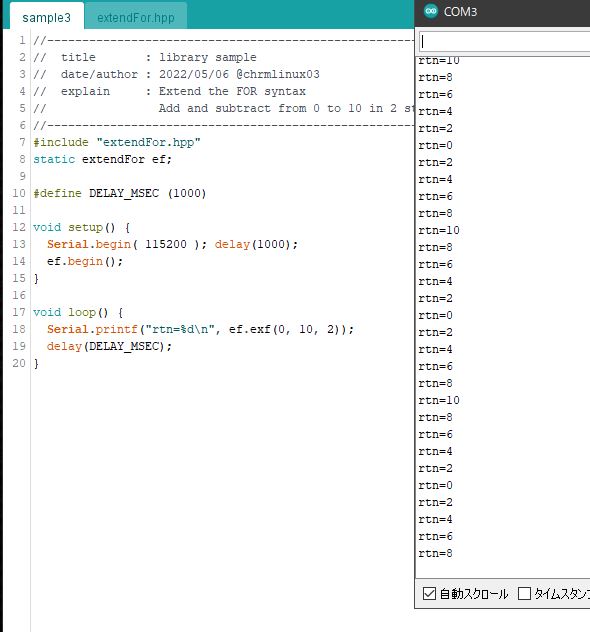 sample3 extendFor.hpp
1 //--------------------------------------------------------
2 //  title       : library sample
3 //  date/author : 2022/05/06 @chrmlinux03
4 //  explain     : Extend the FOR syntax
5 //                Add and subtract from 0 to 10 in 2
6 //--------------------------------------------------------
7 #include "extendFor.hpp"
8 static extendFor ef;
9
10 #define DELAY_MSEC (1000)
11
12 void setup() {
13   Serial.begin( 115200 ); delay(1000);
14   ef.begin();
15 }
16
17 void loop() {
18   Serial.printf("rtn=%d\n", ef.exf(0, 10, 2));
19   delay(DELAY_MSEC);
20 }
COM3
rtn=10
rtn=8
rtn=6
rtn=4
rtn=2
rtn=0
rtn=2
rtn=4
rtn=6
rtn=8
rtn=10
rtn=8
rtn=6
rtn=4
rtn=2
rtn=0
rtn=2
rtn=4
rtn=6
rtn=8
rtn=10
rtn=8
rtn=6
rtn=4
rtn=2
rtn=0
rtn=2
rtn=4
rtn=6
rtn=8
自動スクロール タイムスタン